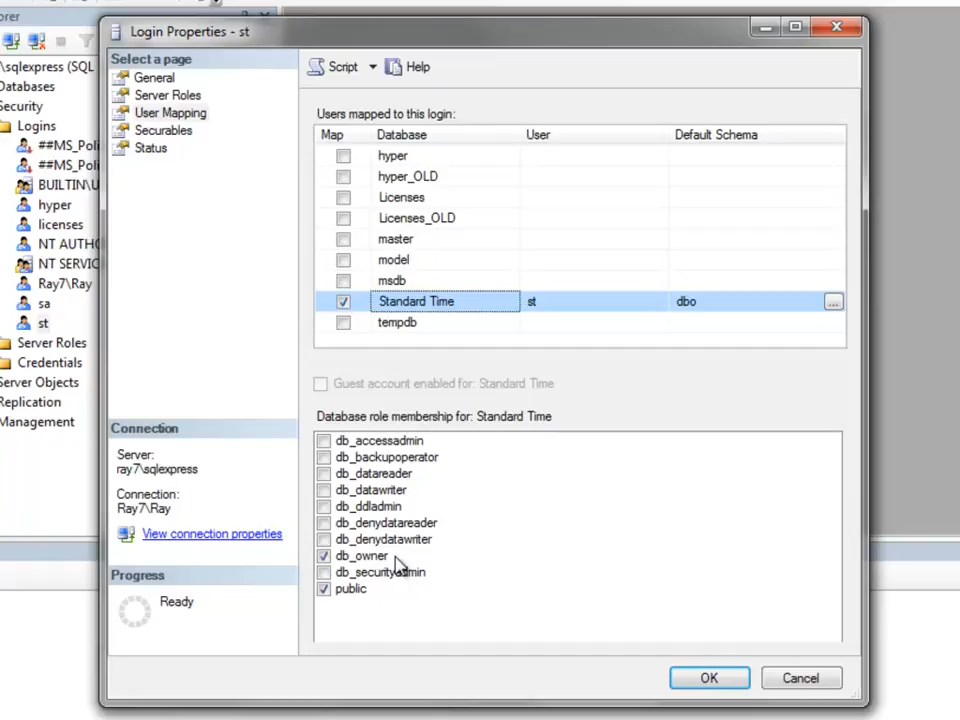 orer
Login Properties - st
\sqlexpress (SQL
Databases
Security
Logins
##MS_Poli
##MS_Poli
BUILTIN\U
hyper
licenses
NT AUTHO
NT SERVIC
Ray7\Ray
sa
st
Server Roles
Credentials
Server Objects
Replication
Management
Select a page
General
Server Roles
User Mapping
Securables
Status
Connection
Server:
ray7\sqlexpress
Connection:
Ray7\Ray
View connection properties
Progress
Ready
Script
Help
Users mapped to this login:
Map Database User Default Schema
hyper
hyper_OLD
Licenses
Licenses_OLD
master
model
msdb
Standard Time st dbo ...
tempdb
Guest account enabled for: Standard Time
Database role membership for: Standard Time
db_accessadmin
db_backupoperator
db_datareader
db_datawriter
db_ddladmin
db_denydatareader
db_denydatawriter
db_owner
db_securityadmin
public
OK
Cancel